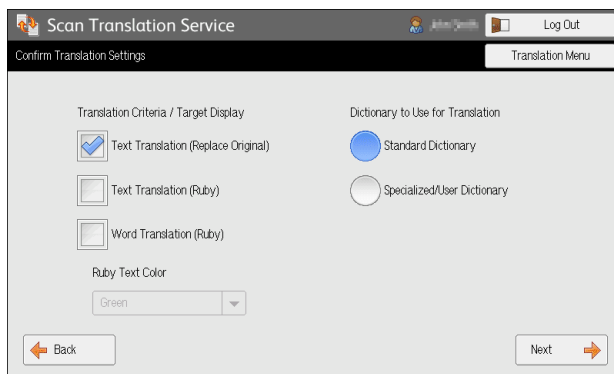 Scan Translation Service
Log Out
Confirm Translation Settings
Translation Menu
Translation Criteria / Target Display
Text Translation (Replace Original)
Text Translation (Ruby)
Word Translation (Ruby)
Ruby Text Color
Green
Dictionary to Use for Translation
Standard Dictionary
Specialized/User Dictionary
Back
Next